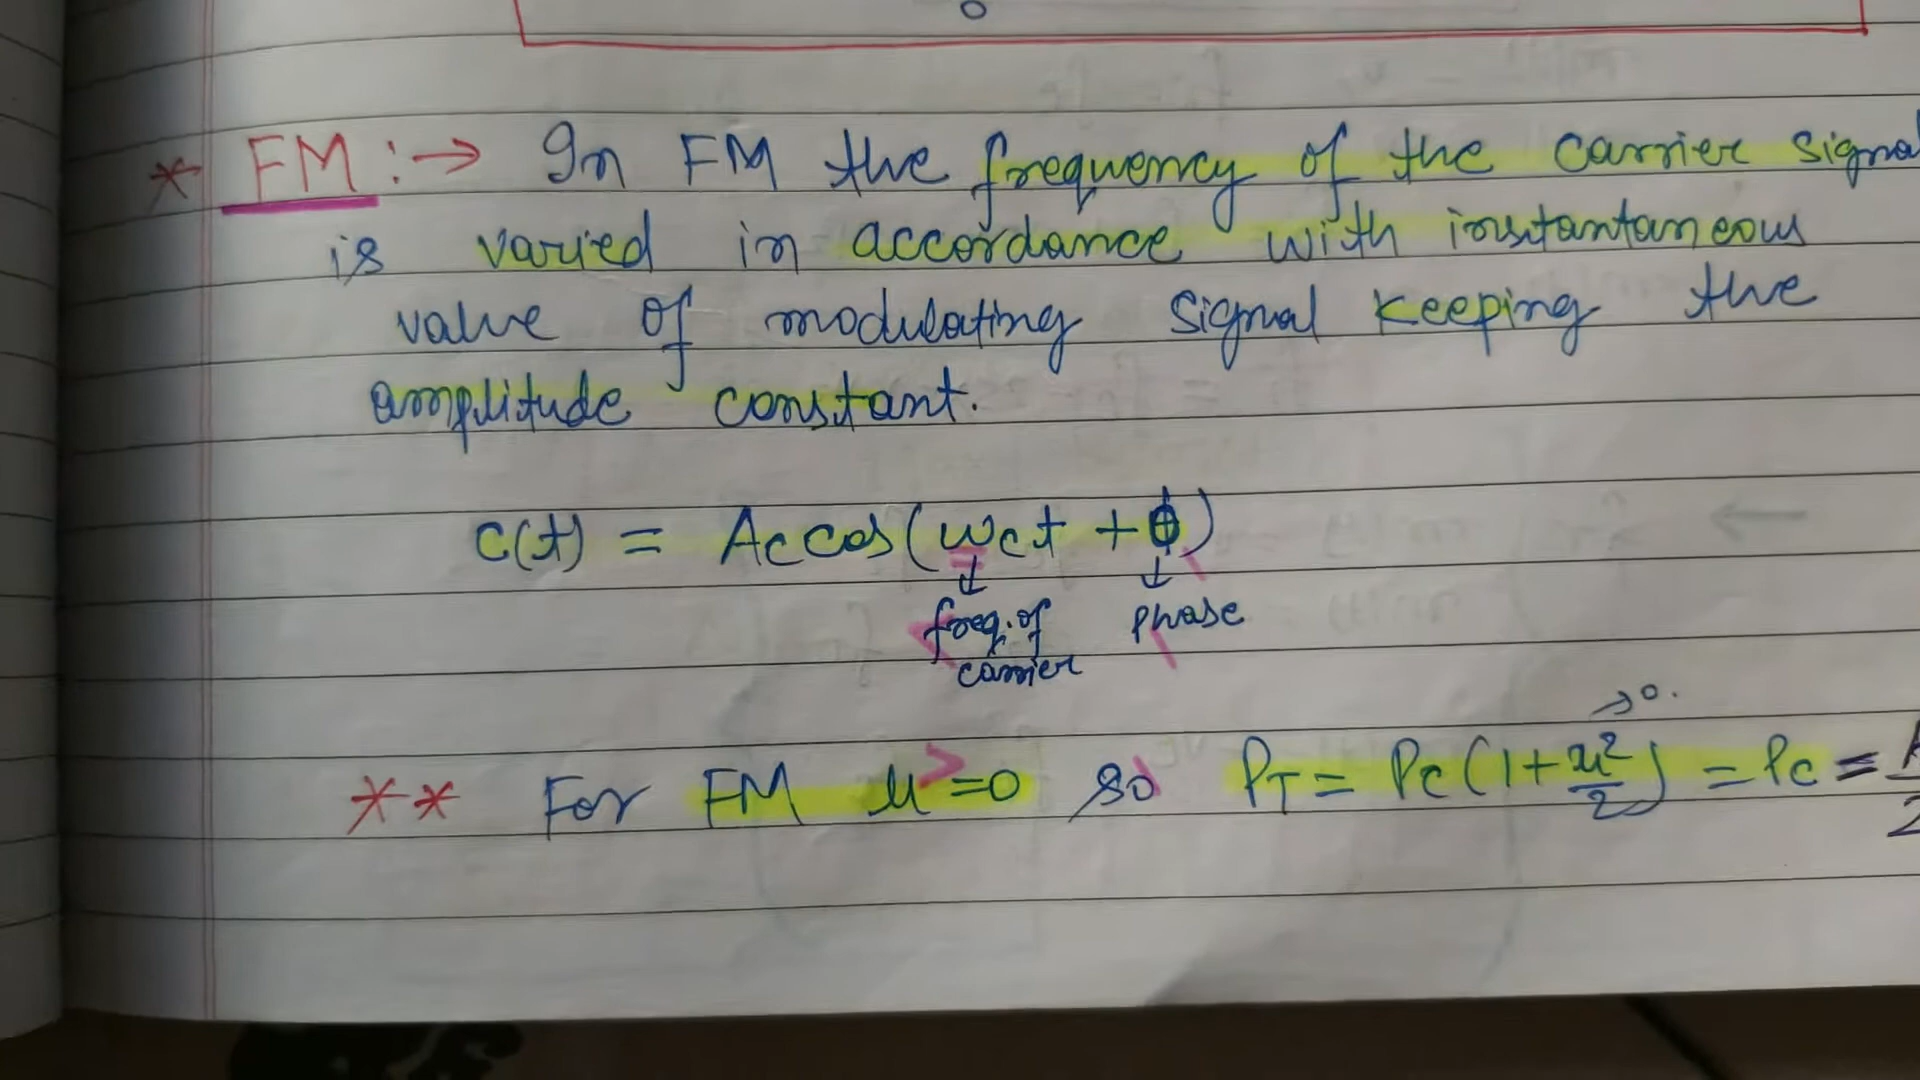 * FM :→ In FM the frequency of the carrier signal
is varied in accordance with instantaneous
value of modulating signal keeping the
amplitude constant.
c(t) = Ac cos(ωct + ϕ)
↓ ↓
freq. of phase
carrier
→0.
** For FM μ=0 so PT = Pc(1+μ²/2) = Pc =
2